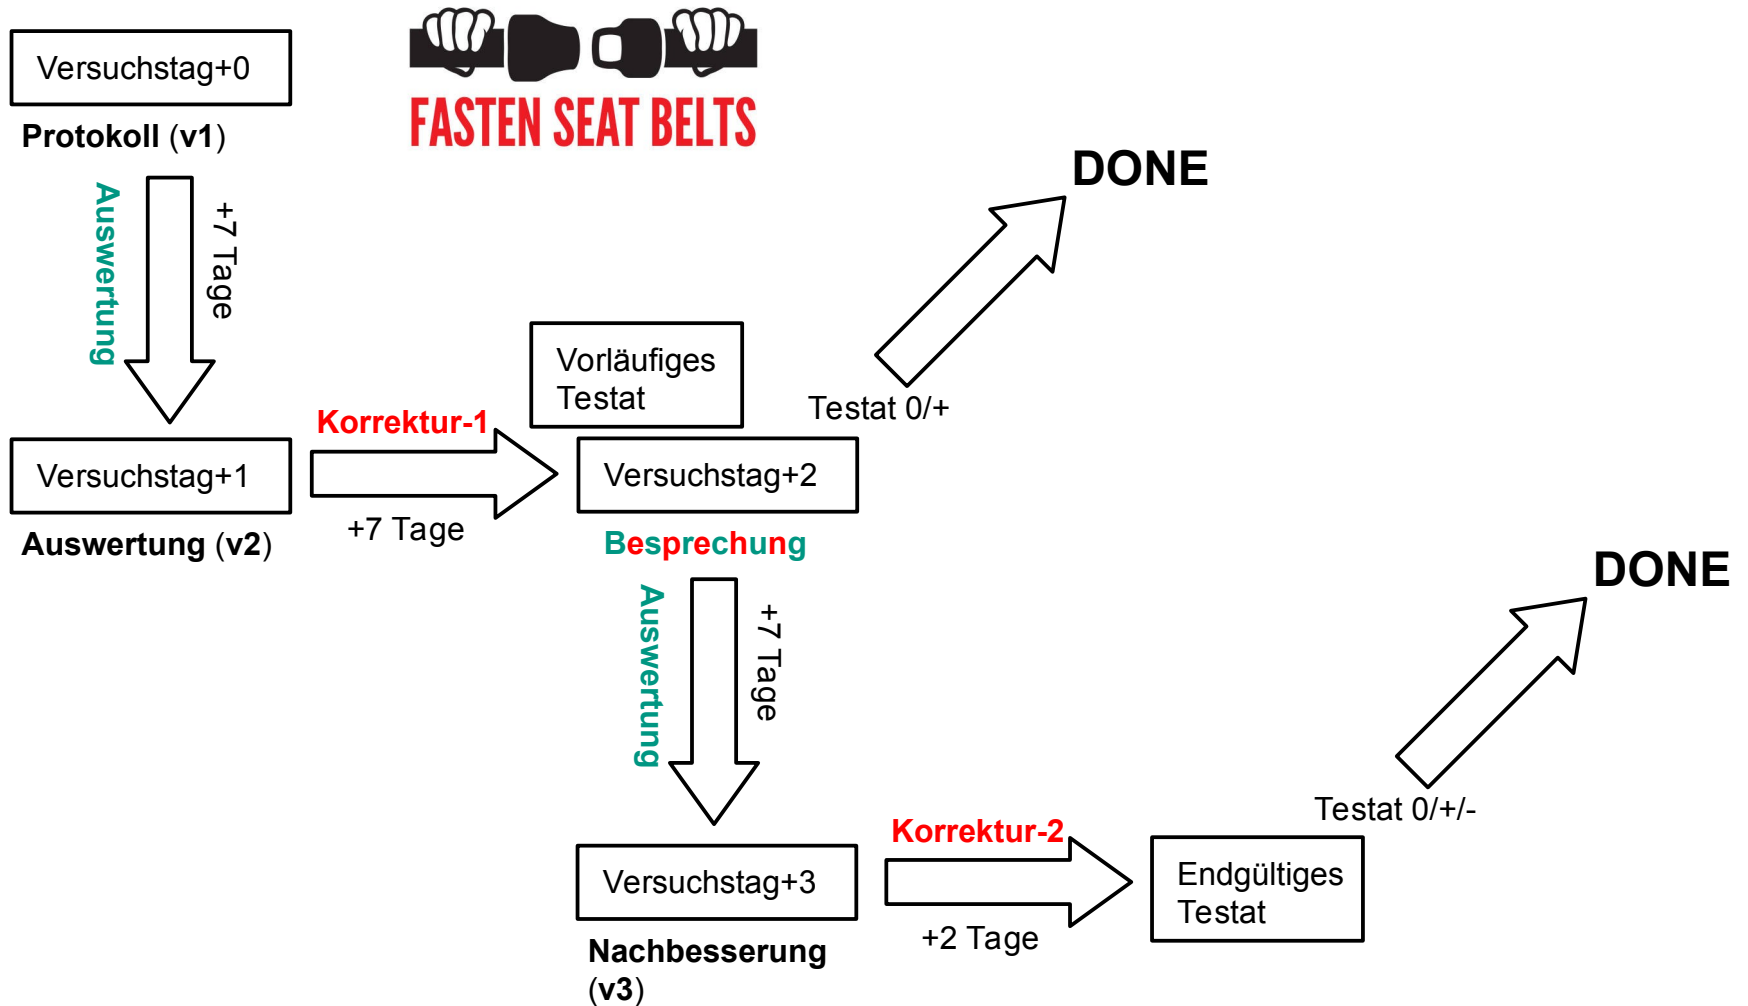 Versuchstag+0
Protokoll (v1)
FASTEN SEAT BELTS
Auswertung
+7 Tage
DONE
Vorläufiges
Testat
Testat 0/+
Versuchstag+1
Auswertung (v2)
Korrektur-1
+7 Tage
Versuchstag+2
Besprechung
Auswertung
+7 Tage
DONE
Versuchstag+3
Nachbesserung
(v3)
Korrektur-2
+2 Tage
Testat 0/+/-
Endgültiges
Testat